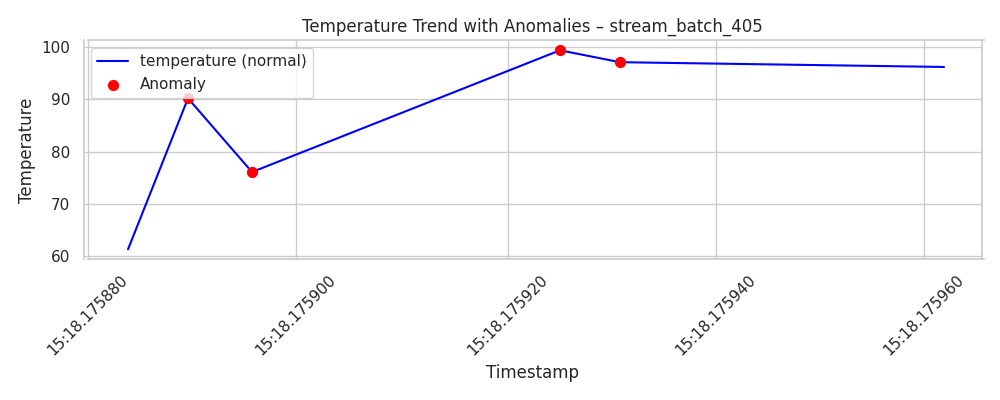 Temperature Trend with Anomalies – stream_batch_405
temperature (normal)
Anomaly
Temperature
100
90
80
70
60
15:18.175880
15:18.175900
15:18.175920
15:18.175940
15:18.175960
Timestamp